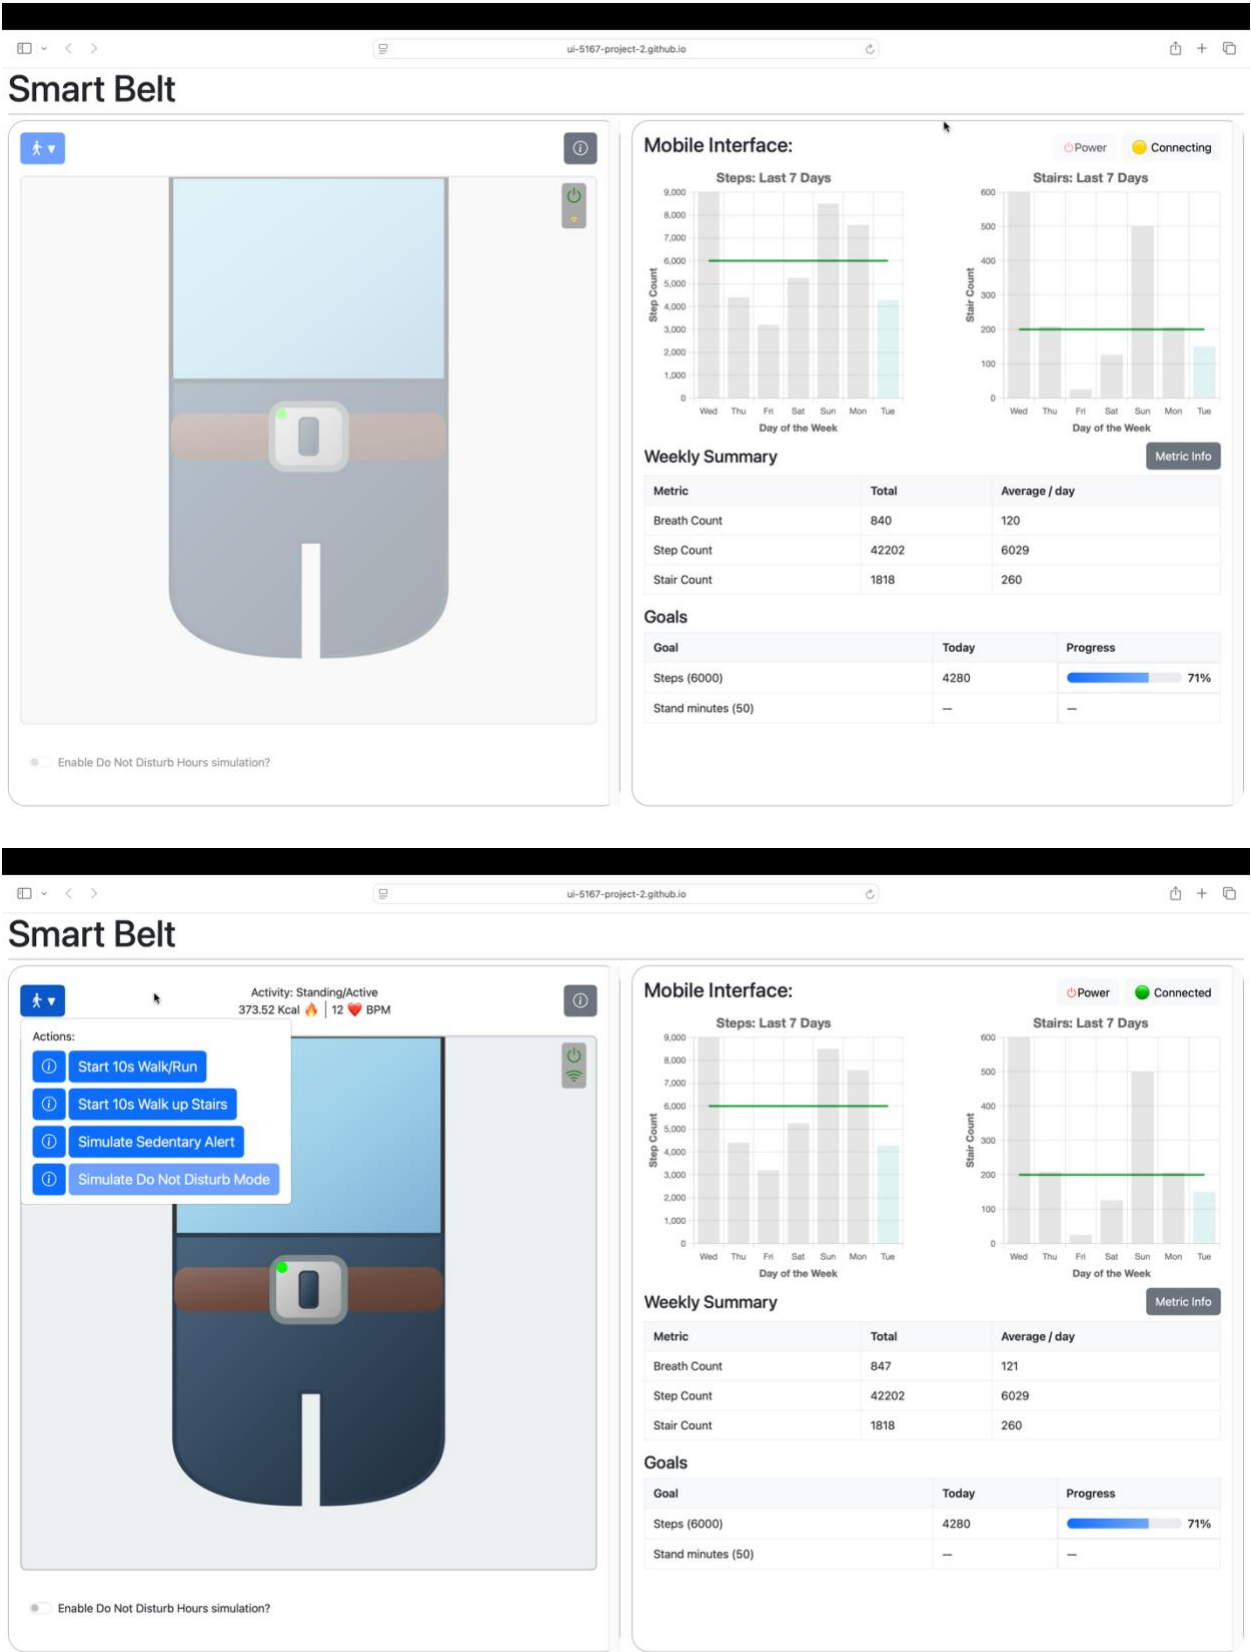 ui-5167-project-2.github.io
Smart Belt
Mobile Interface:
Power
Connecting
Steps: Last 7 Days
9,000
8,000
7,000
6,000
5,000
4,000
3,000
2,000
1,000
0
Step Count
Wed Thu Fri Sat Sun Mon Tue
Day of the Week
Stairs: Last 7 Days
600
500
400
300
200
100
0
Stair Count
Wed Thu Fri Sat Sun Mon Tue
Day of the Week
Weekly Summary
Metric Info
Metric Total Average / day
Breath Count 840 120
Step Count 42202 6029
Stair Count 1818 260
Goals
Goal Today Progress
Steps (6000) 4280 71%
Stand minutes (50) — —
Enable Do Not Disturb Hours simulation?
ui-5167-project-2.github.io
Smart Belt
Activity: Standing/Active
373.52 Kcal 🔥 | 12 ❤️ BPM
Actions:
Start 10s Walk/Run
Start 10s Walk up Stairs
Simulate Sedentary Alert
Simulate Do Not Disturb Mode
Enable Do Not Disturb Hours simulation?
Mobile Interface:
Power
Connected
Steps: Last 7 Days
9,000
8,000
7,000
6,000
5,000
4,000
3,000
2,000
1,000
0
Step Count
Wed Thu Fri Sat Sun Mon Tue
Day of the Week
Stairs: Last 7 Days
600
500
400
300
200
100
0
Stair Count
Wed Thu Fri Sat Sun Mon Tue
Day of the Week
Weekly Summary
Metric Info
Metric Total Average / day
Breath Count 847 121
Step Count 42202 6029
Stair Count 1818 260
Goals
Goal Today Progress
Steps (6000) 4280 71%
Stand minutes (50) — —